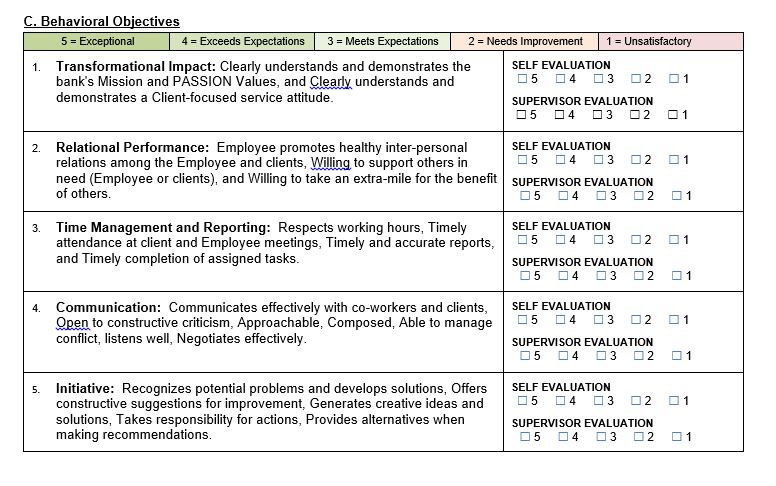 C. Behavioral Objectives
5 = Exceptional 4 = Exceeds Expectations 3 = Meets Expectations 2 = Needs Improvement 1 = Unsatisfactory
1. Transformational Impact: Clearly understands and demonstrates the
bank's Mission and PASSION Values, and Clearly understands and
demonstrates a Client-focused service attitude.
SELF EVALUATION
☐ 5 ☐ 4 ☐ 3 ☐ 2 ☐ 1
SUPERVISOR EVALUATION
☐ 5 ☐ 4 ☐ 3 ☐ 2 ☐ 1
2. Relational Performance: Employee promotes healthy inter-personal
relations among the Employee and clients, Willing to support others in
need (Employee or clients), and Willing to take an extra-mile for the benefit
of others.
SELF EVALUATION
☐ 5 ☐ 4 ☐ 3 ☐ 2 ☐ 1
SUPERVISOR EVALUATION
☐ 5 ☐ 4 ☐ 3 ☐ 2 ☐ 1
3. Time Management and Reporting: Respects working hours, Timely
attendance at client and Employee meetings, Timely and accurate reports,
and Timely completion of assigned tasks.
SELF EVALUATION
☐ 5 ☐ 4 ☐ 3 ☐ 2 ☐ 1
SUPERVISOR EVALUATION
☐ 5 ☐ 4 ☐ 3 ☐ 2 ☐ 1
4. Communication: Communicates effectively with co-workers and clients,
Open to constructive criticism, Approachable, Composed, Able to manage
conflict, listens well, Negotiates effectively.
SELF EVALUATION
☐ 5 ☐ 4 ☐ 3 ☐ 2 ☐ 1
SUPERVISOR EVALUATION
☐ 5 ☐ 4 ☐ 3 ☐ 2 ☐ 1
5. Initiative: Recognizes potential problems and develops solutions, Offers
constructive suggestions for improvement, Generates creative ideas and
solutions, Takes responsibility for actions, Provides alternatives when
making recommendations.
SELF EVALUATION
☐ 5 ☐ 4 ☐ 3 ☐ 2 ☐ 1
SUPERVISOR EVALUATION
☐ 5 ☐ 4 ☐ 3 ☐ 2 ☐ 1